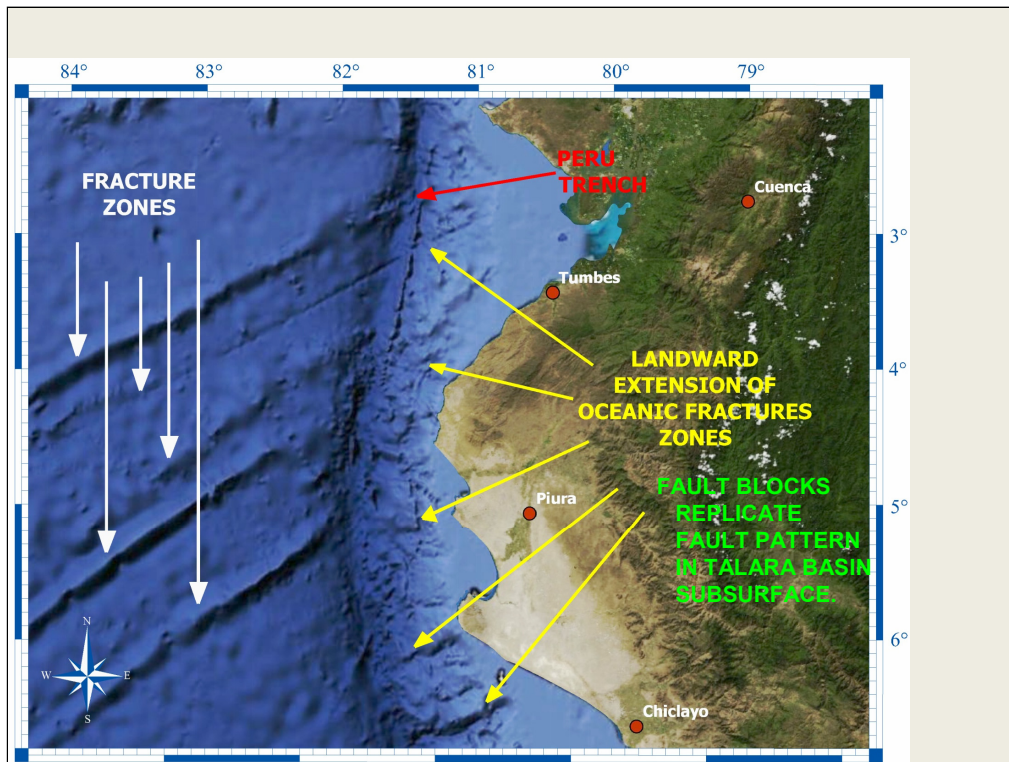 84° 83° 82° 81° 80° 79°
FRACTURE
ZONES
PERU
TRENCH
Cuenca
3°
Tumbes
4°
LANDWARD
EXTENSION OF
OCEANIC FRACTURES
ZONES
FAULT BLOCKS
REPLICATE
FAULT PATTERN
IN TALARA BASIN
SUBSURFACE.
Piura
5°
6°
N
W E
S
Chiclayo